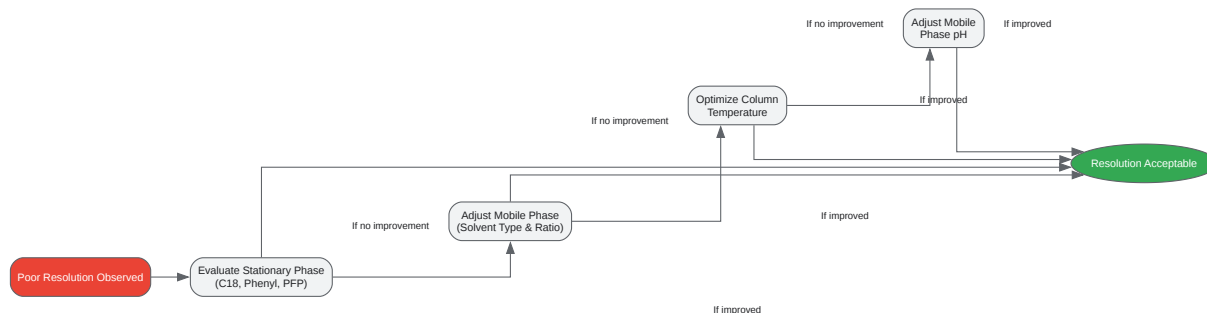 If no improvement
Adjust Mobile
Phase pH
If improved
Optimize Column
Temperature
If improved
If no improvement
Resolution Acceptable
Adjust Mobile Phase
(Solvent Type & Ratio)
If improved
If no improvement
Poor Resolution Observed
Evaluate Stationary Phase
(C18, Phenyl, PFP)
If improved